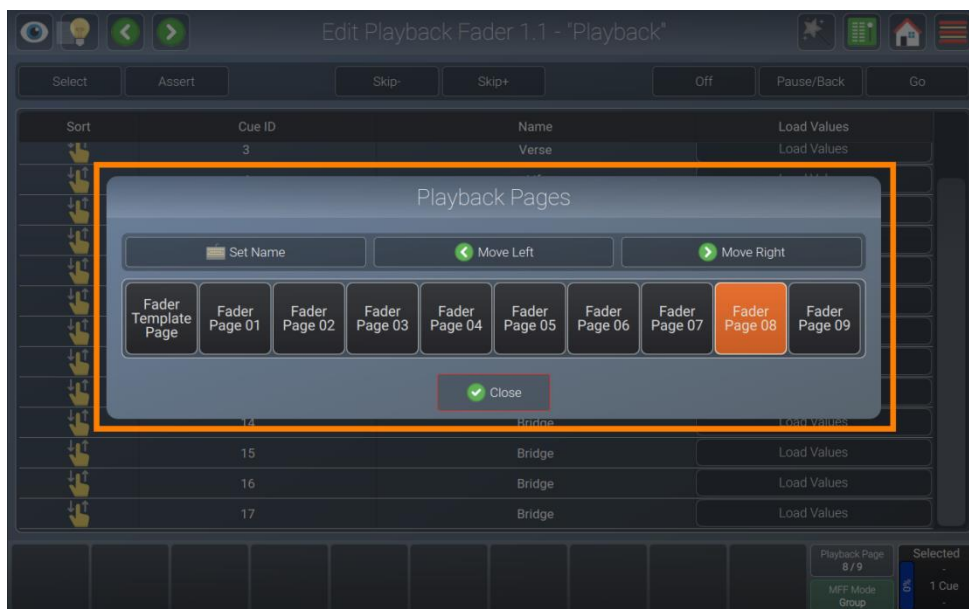 Edit Playback Fader 1.1 - "Playback"
Select Assert Skip- Skip+ Off Pause/Back Go
Sort Cue ID Name Load Values
3 Verse Load Values
Playback Pages
Set Name Move Left Move Right
Fader Template Page
Fader Page 01
Fader Page 02
Fader Page 03
Fader Page 04
Fader Page 05
Fader Page 06
Fader Page 07
Fader Page 08
Fader Page 09
Close
14 Bridge Load Values
15 Bridge Load Values
16 Bridge Load Values
17 Bridge Load Values
Playback Page
8 / 9
MFF Mode
Group
Selected
-
0%
1 Cue
-